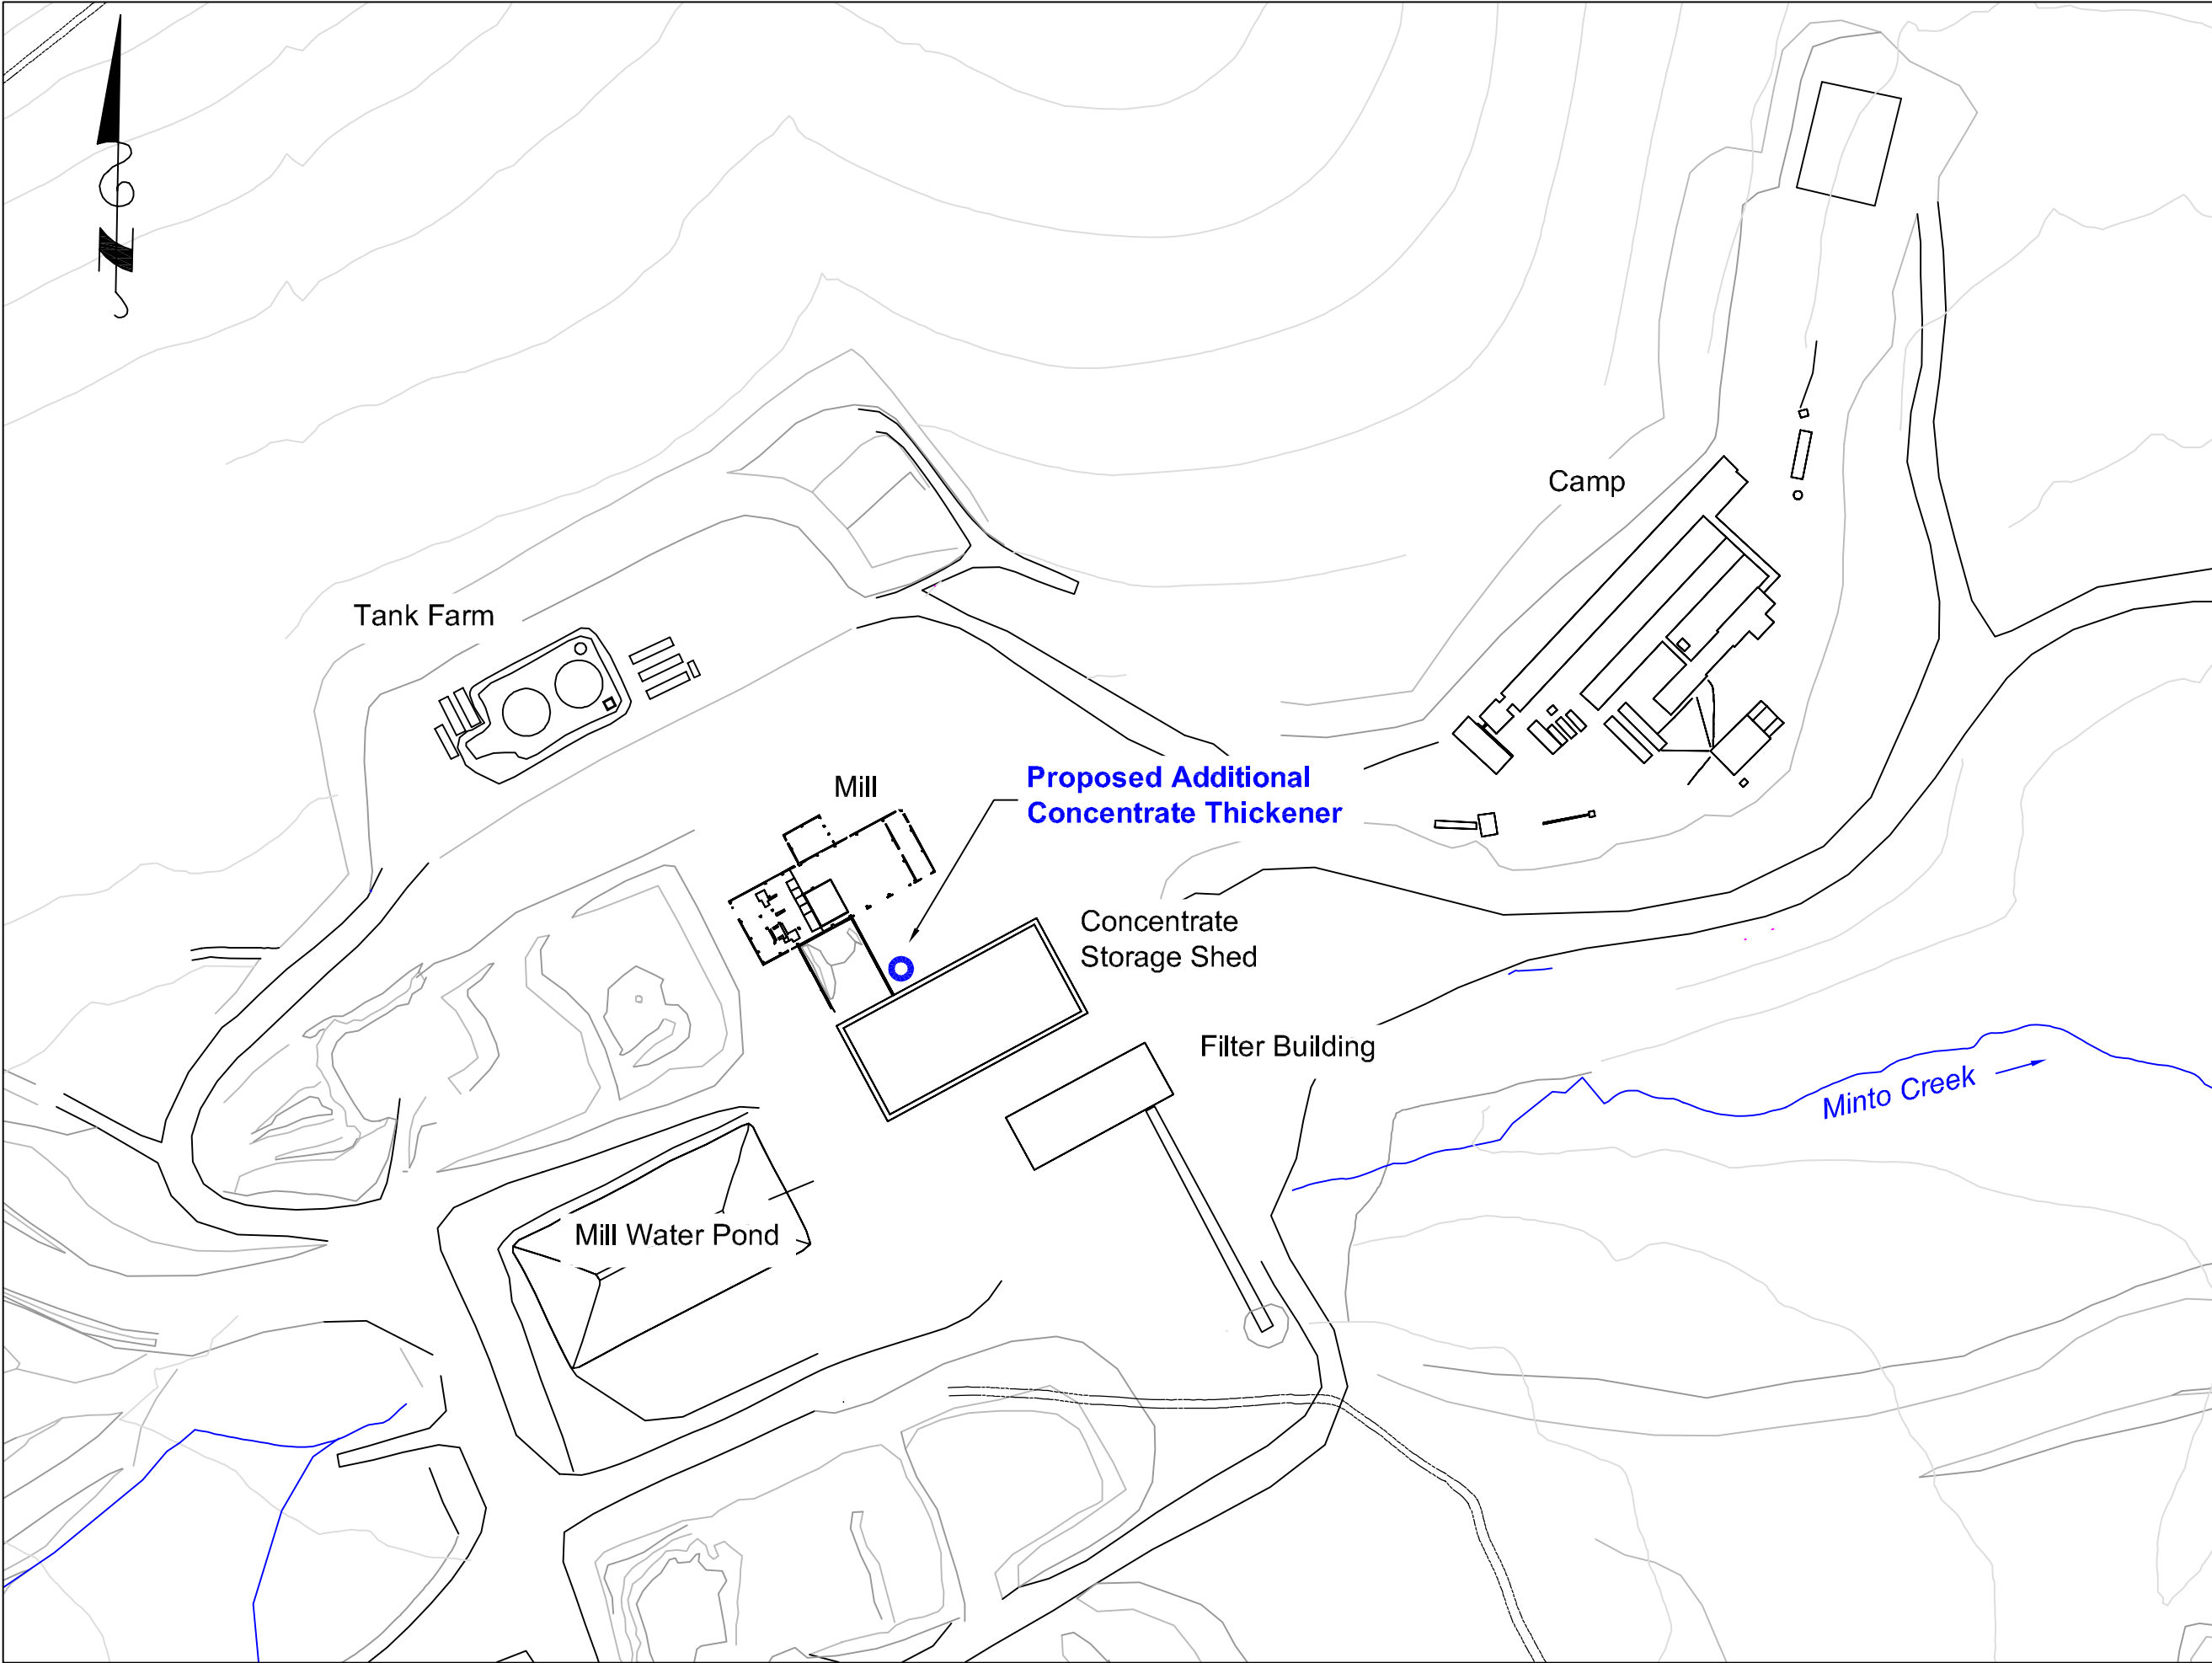 Camp
Tank Farm
Mill
Proposed Additional
Concentrate Thickener
Concentrate
Storage Shed
Filter Building
Minto Creek
Mill Water Pond
N